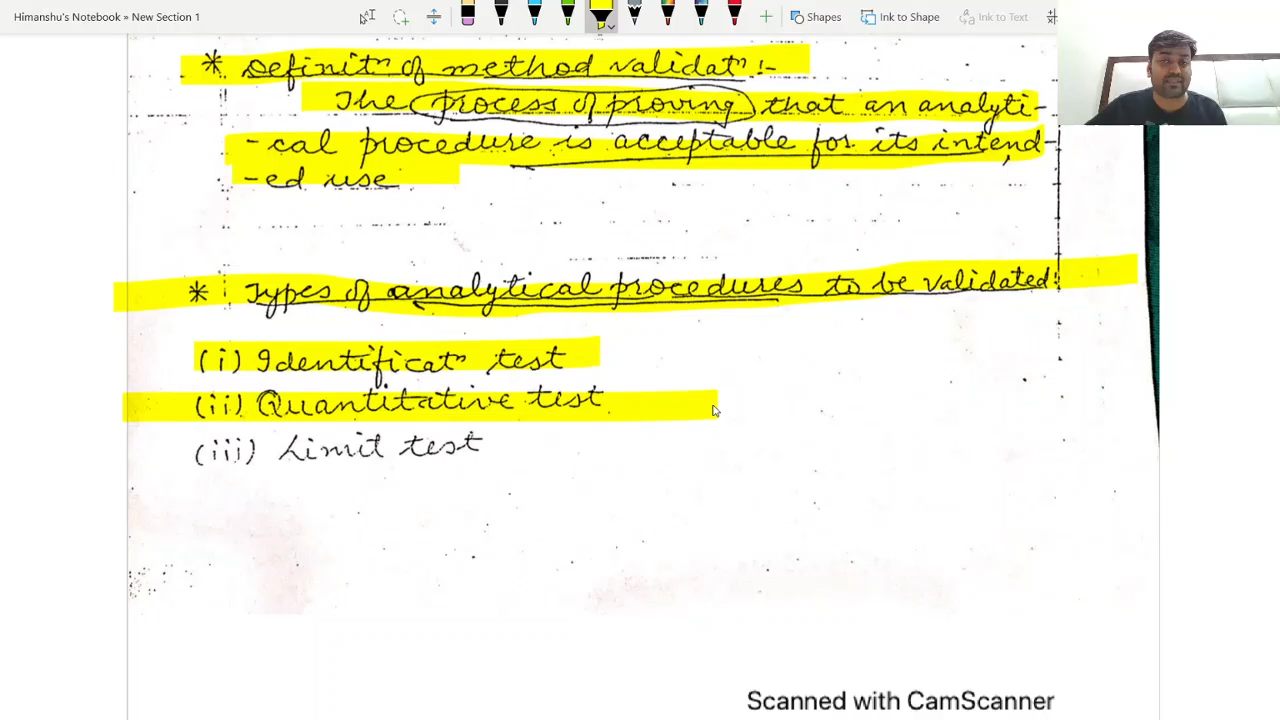 Himanshu's Notebook » New Section 1
Shapes
Ink to Shape
Ink to Text
* Definitn of method validatn :-
The process of proving that an analyti-
-cal procedure is acceptable for its intend-
-ed use
* Types of analytical procedures to be validated:
(i) Identificatn test
(ii) Quantitative test
(iii) Limit test
Scanned with CamScanner